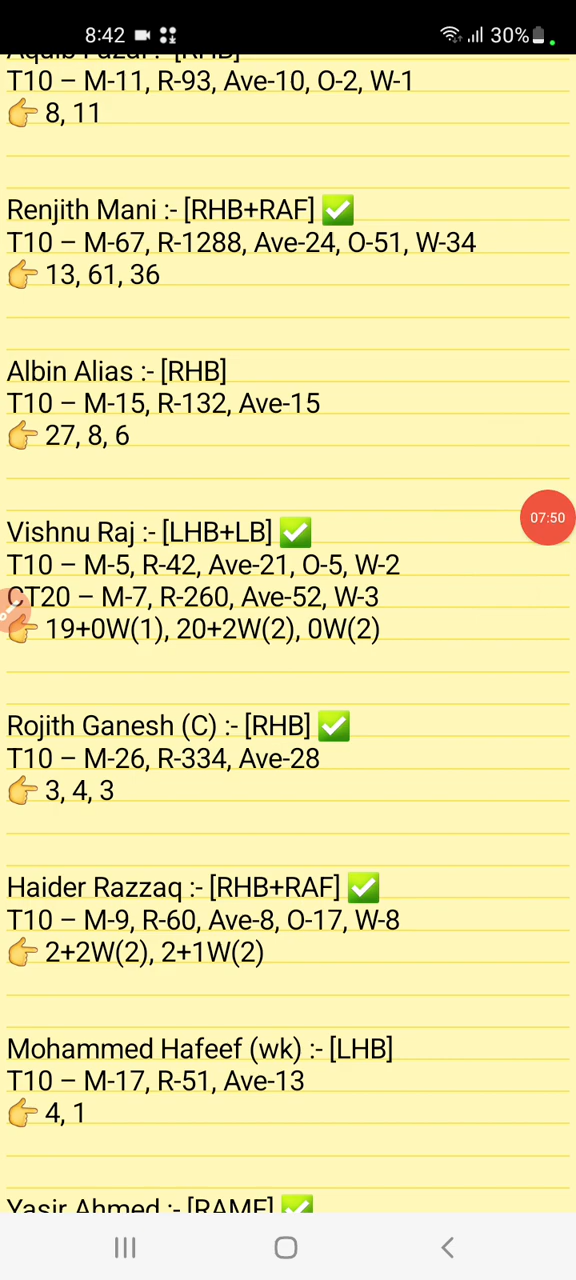 8:42
30%
Aquib Fazal :- [RHB]
T10 – M-11, R-93, Ave-10, O-2, W-1
👉 8, 11
Renjith Mani :- [RHB+RAF] ✅
T10 – M-67, R-1288, Ave-24, O-51, W-34
👉 13, 61, 36
Albin Alias :- [RHB]
T10 – M-15, R-132, Ave-15
👉 27, 8, 6
07:50
Vishnu Raj :- [LHB+LB] ✅
T10 – M-5, R-42, Ave-21, O-5, W-2
CT20 – M-7, R-260, Ave-52, W-3
👉 19+0W(1), 20+2W(2), 0W(2)
Rojith Ganesh (C) :- [RHB] ✅
T10 – M-26, R-334, Ave-28
👉 3, 4, 3
Haider Razzaq :- [RHB+RAF] ✅
T10 – M-9, R-60, Ave-8, O-17, W-8
👉 2+2W(2), 2+1W(2)
Mohammed Hafeef (wk) :- [LHB]
T10 – M-17, R-51, Ave-13
👉 4, 1
Yasir Ahmed :- [RAMF] ✅